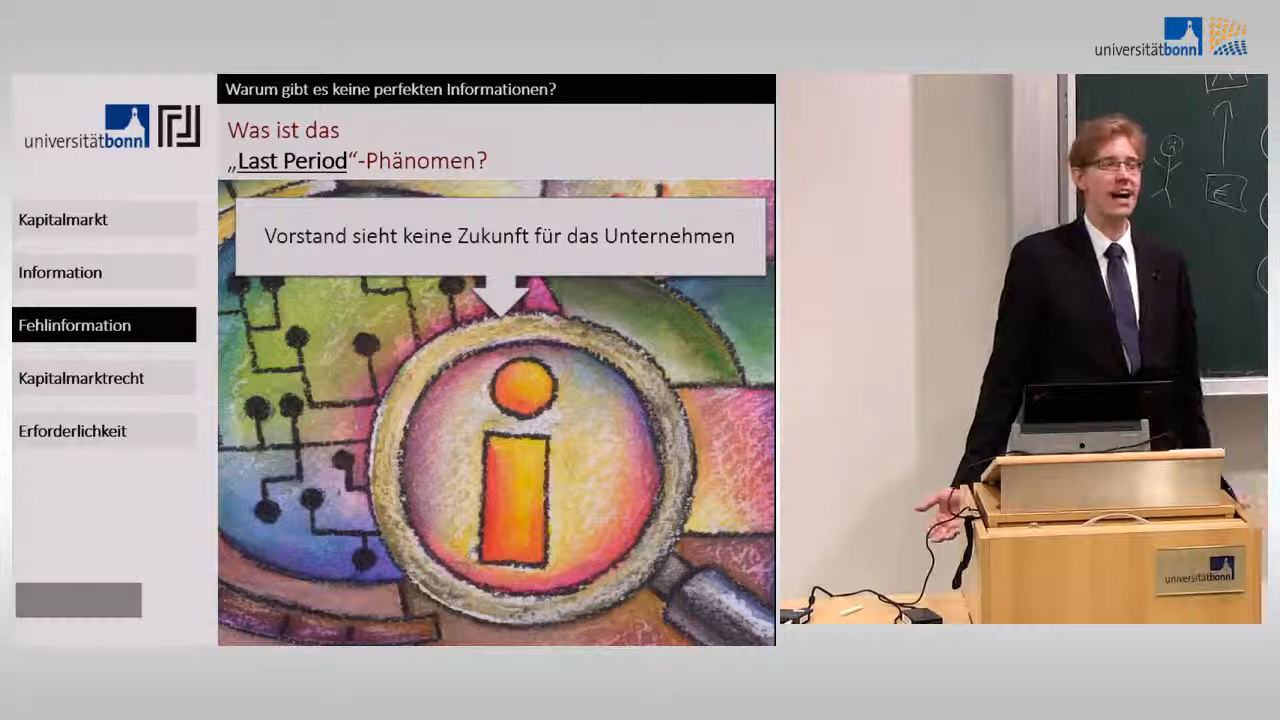 universitätbonn
Warum gibt es keine perfekten Informationen?
universitätbonn
Was ist das
„Last Period“-Phänomen?
Kapitalmarkt
Information
Fehlinformation
Kapitalmarktrecht
Erforderlichkeit
Vorstand sieht keine Zukunft für das Unternehmen
i
€
universitätbonn